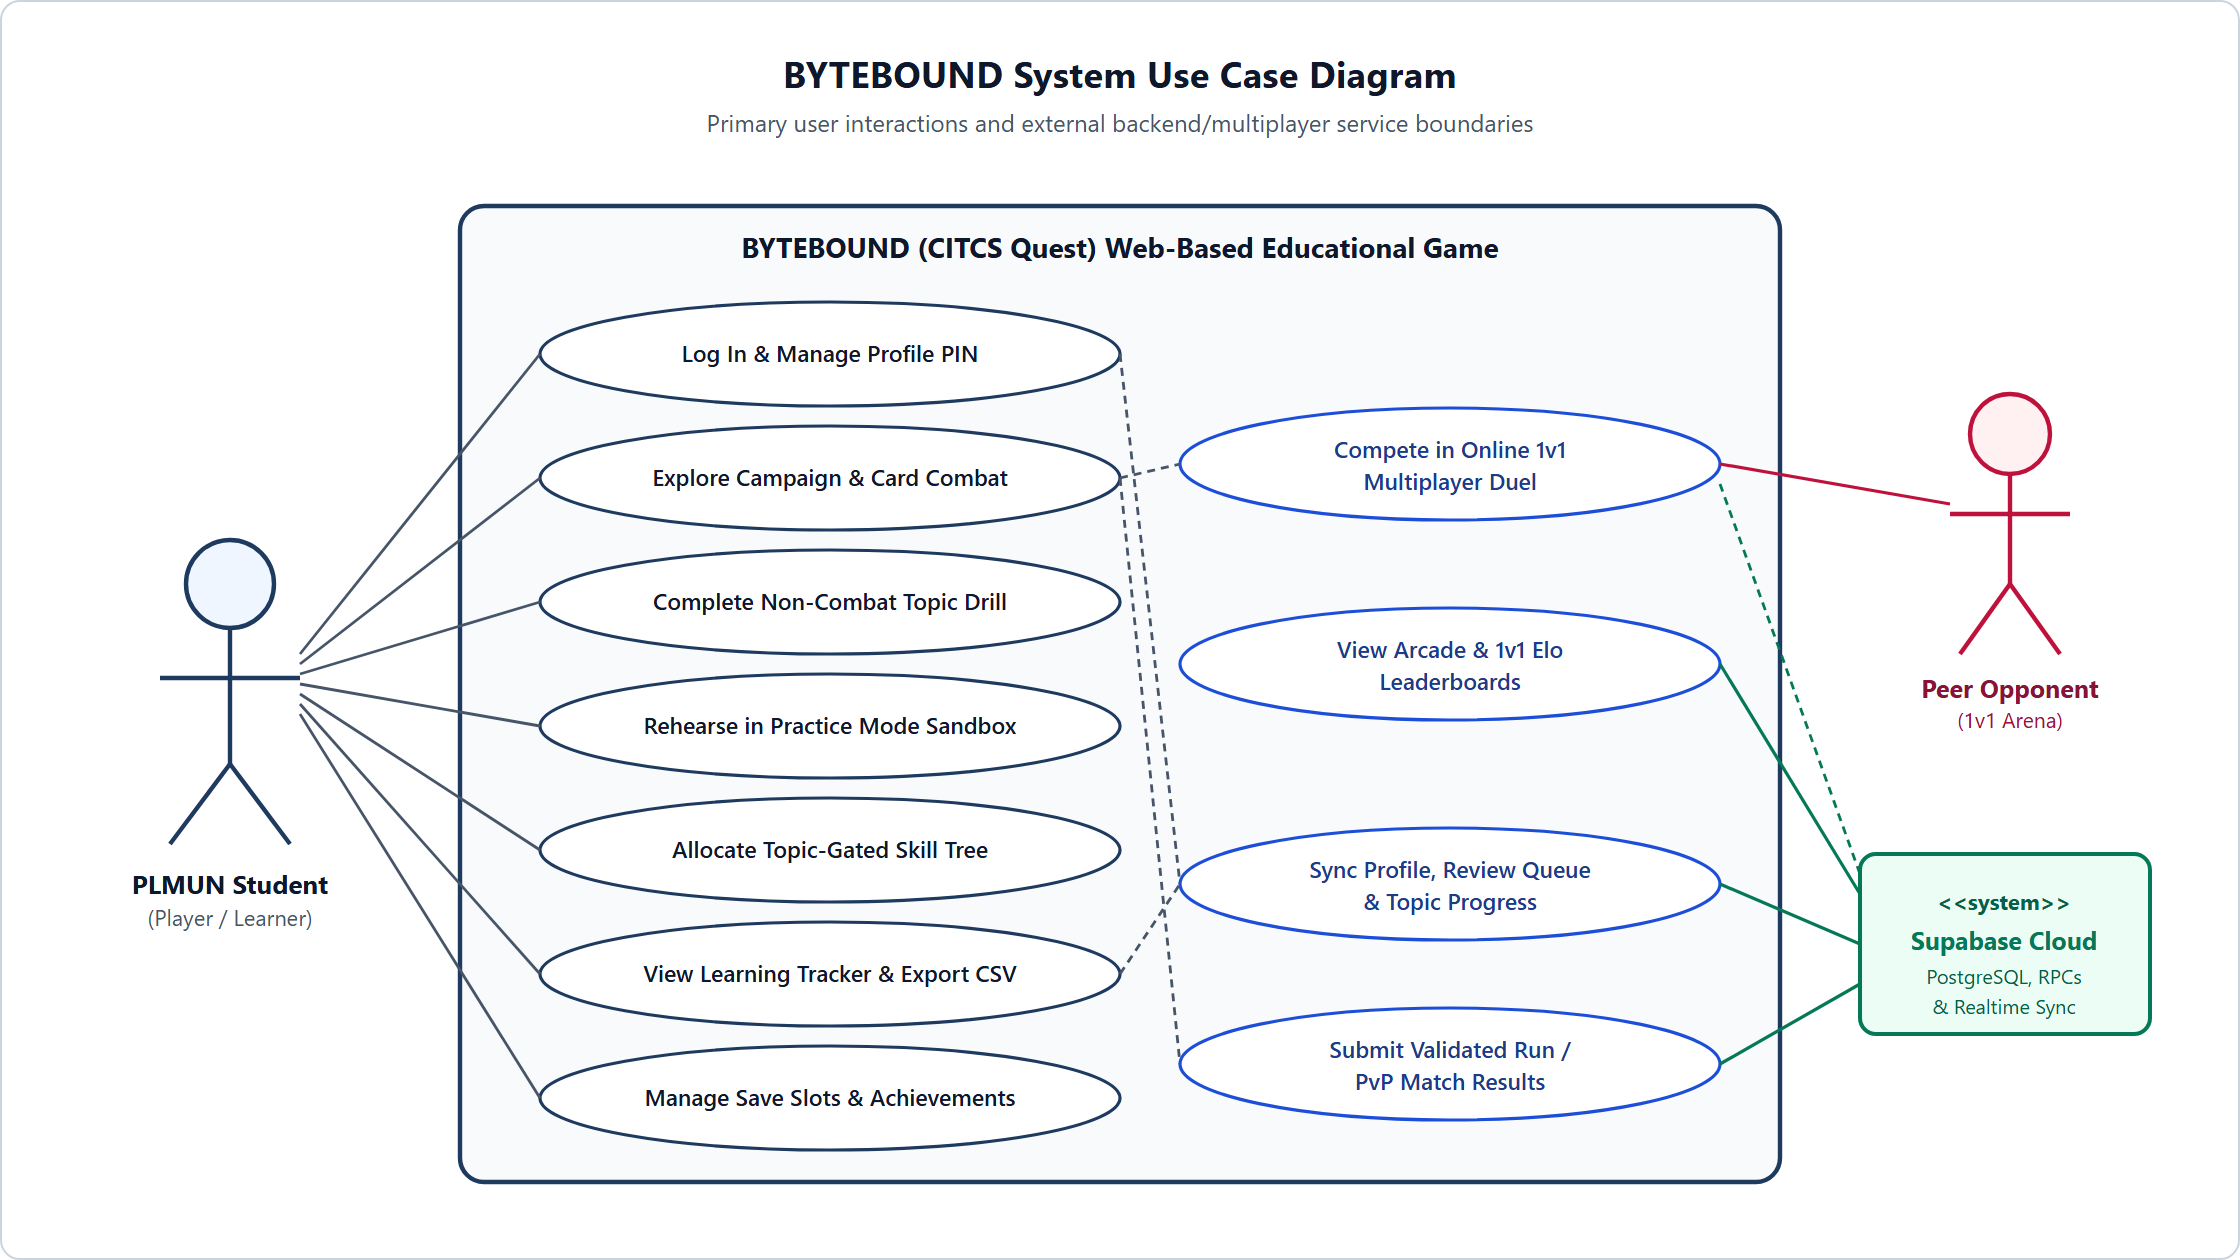 BYTEBOUND System Use Case Diagram
Primary user interactions and external backend/multiplayer service boundaries
BYTEBOUND (CITCS Quest) Web-Based Educational Game
Log In & Manage Profile PIN
Explore Campaign & Card Combat
Complete Non-Combat Topic Drill
Rehearse in Practice Mode Sandbox
Allocate Topic-Gated Skill Tree
View Learning Tracker & Export CSV
Manage Save Slots & Achievements
Compete in Online 1v1
Multiplayer Duel
View Arcade & 1v1 Elo
Leaderboards
Sync Profile, Review Queue
& Topic Progress
Submit Validated Run /
PvP Match Results
PLMUN Student
(Player / Learner)
Peer Opponent
(1v1 Arena)
<<system>>
Supabase Cloud
PostgreSQL, RPCs
& Realtime Sync